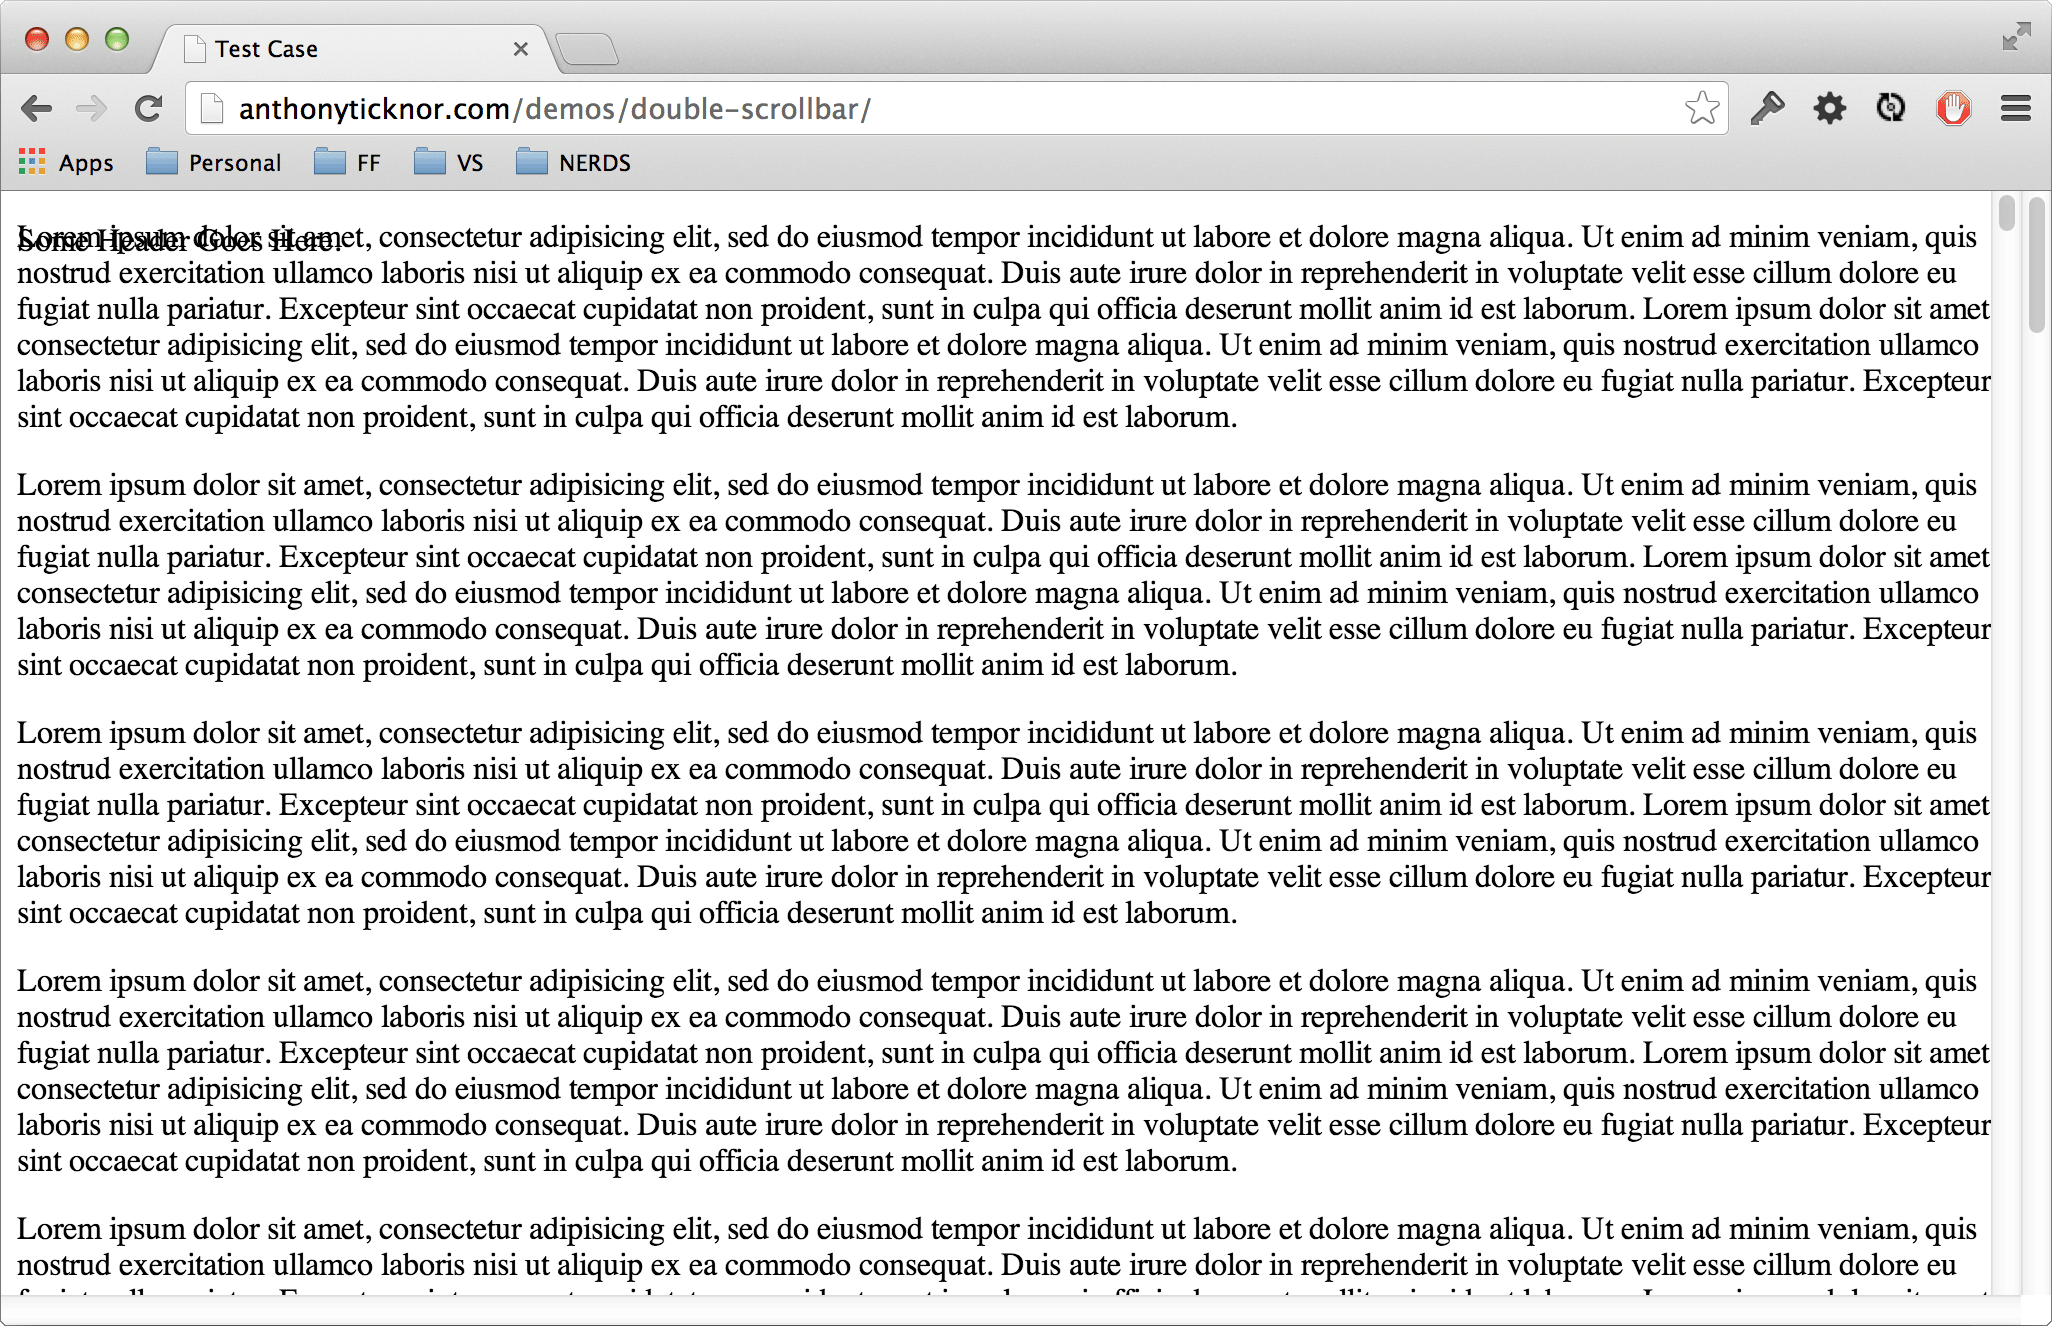 Test Case
anthonyticknor.com/demos/double-scrollbar/
Apps Personal FF VS NERDS
Some Header Goes Here.
Lorem ipsum dolor sit amet, consectetur adipisicing elit, sed do eiusmod tempor incididunt ut labore et dolore magna aliqua. Ut enim ad minim veniam, quis
nostrud exercitation ullamco laboris nisi ut aliquip ex ea commodo consequat. Duis aute irure dolor in reprehenderit in voluptate velit esse cillum dolore eu
fugiat nulla pariatur. Excepteur sint occaecat cupidatat non proident, sunt in culpa qui officia deserunt mollit anim id est laborum. Lorem ipsum dolor sit amet
consectetur adipisicing elit, sed do eiusmod tempor incididunt ut labore et dolore magna aliqua. Ut enim ad minim veniam, quis nostrud exercitation ullamco
laboris nisi ut aliquip ex ea commodo consequat. Duis aute irure dolor in reprehenderit in voluptate velit esse cillum dolore eu fugiat nulla pariatur. Excepteur
sint occaecat cupidatat non proident, sunt in culpa qui officia deserunt mollit anim id est laborum.
Lorem ipsum dolor sit amet, consectetur adipisicing elit, sed do eiusmod tempor incididunt ut labore et dolore magna aliqua. Ut enim ad minim veniam, quis
nostrud exercitation ullamco laboris nisi ut aliquip ex ea commodo consequat. Duis aute irure dolor in reprehenderit in voluptate velit esse cillum dolore eu
fugiat nulla pariatur. Excepteur sint occaecat cupidatat non proident, sunt in culpa qui officia deserunt mollit anim id est laborum. Lorem ipsum dolor sit amet
consectetur adipisicing elit, sed do eiusmod tempor incididunt ut labore et dolore magna aliqua. Ut enim ad minim veniam, quis nostrud exercitation ullamco
laboris nisi ut aliquip ex ea commodo consequat. Duis aute irure dolor in reprehenderit in voluptate velit esse cillum dolore eu fugiat nulla pariatur. Excepteur
sint occaecat cupidatat non proident, sunt in culpa qui officia deserunt mollit anim id est laborum.
Lorem ipsum dolor sit amet, consectetur adipisicing elit, sed do eiusmod tempor incididunt ut labore et dolore magna aliqua. Ut enim ad minim veniam, quis
nostrud exercitation ullamco laboris nisi ut aliquip ex ea commodo consequat. Duis aute irure dolor in reprehenderit in voluptate velit esse cillum dolore eu
fugiat nulla pariatur. Excepteur sint occaecat cupidatat non proident, sunt in culpa qui officia deserunt mollit anim id est laborum. Lorem ipsum dolor sit amet
consectetur adipisicing elit, sed do eiusmod tempor incididunt ut labore et dolore magna aliqua. Ut enim ad minim veniam, quis nostrud exercitation ullamco
laboris nisi ut aliquip ex ea commodo consequat. Duis aute irure dolor in reprehenderit in voluptate velit esse cillum dolore eu fugiat nulla pariatur. Excepteur
sint occaecat cupidatat non proident, sunt in culpa qui officia deserunt mollit anim id est laborum.
Lorem ipsum dolor sit amet, consectetur adipisicing elit, sed do eiusmod tempor incididunt ut labore et dolore magna aliqua. Ut enim ad minim veniam, quis
nostrud exercitation ullamco laboris nisi ut aliquip ex ea commodo consequat. Duis aute irure dolor in reprehenderit in voluptate velit esse cillum dolore eu
fugiat nulla pariatur. Excepteur sint occaecat cupidatat non proident, sunt in culpa qui officia deserunt mollit anim id est laborum. Lorem ipsum dolor sit amet
consectetur adipisicing elit, sed do eiusmod tempor incididunt ut labore et dolore magna aliqua. Ut enim ad minim veniam, quis nostrud exercitation ullamco
laboris nisi ut aliquip ex ea commodo consequat. Duis aute irure dolor in reprehenderit in voluptate velit esse cillum dolore eu fugiat nulla pariatur. Excepteur
sint occaecat cupidatat non proident, sunt in culpa qui officia deserunt mollit anim id est laborum.
Lorem ipsum dolor sit amet, consectetur adipisicing elit, sed do eiusmod tempor incididunt ut labore et dolore magna aliqua. Ut enim ad minim veniam, quis
nostrud exercitation ullamco laboris nisi ut aliquip ex ea commodo consequat. Duis aute irure dolor in reprehenderit in voluptate velit esse cillum dolore eu